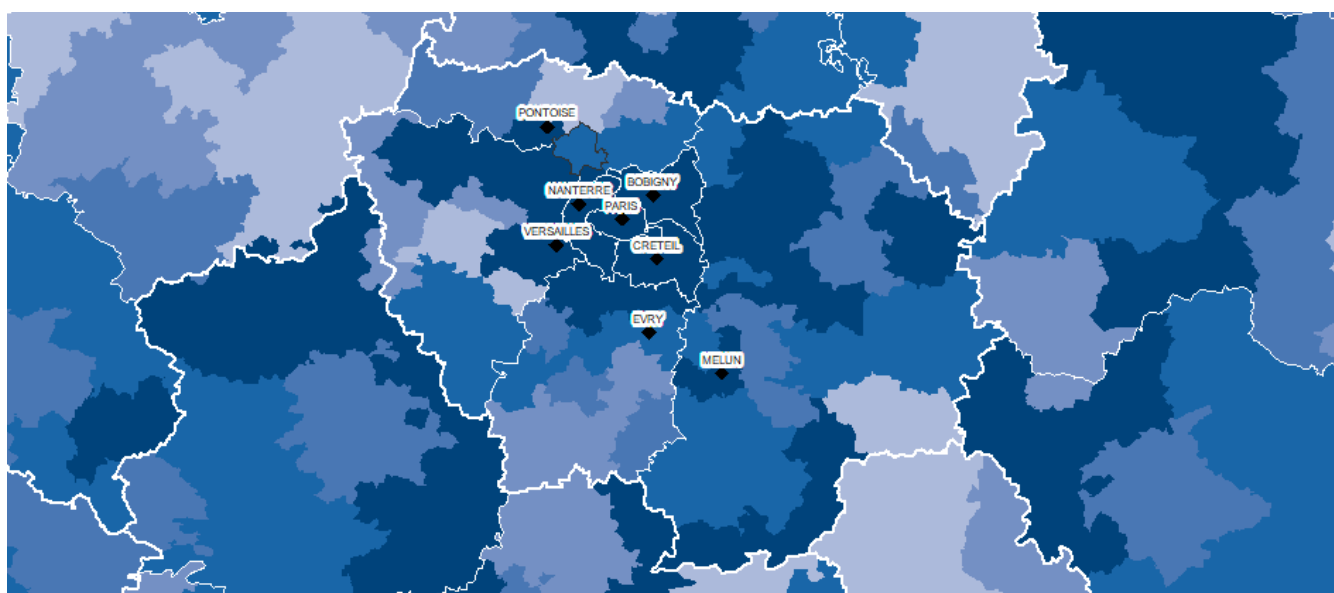 PONTOISE
BOBIGNY
NANTERRE
PARIS
VERSAILLES
CRETEIL
EVRY
MELUN